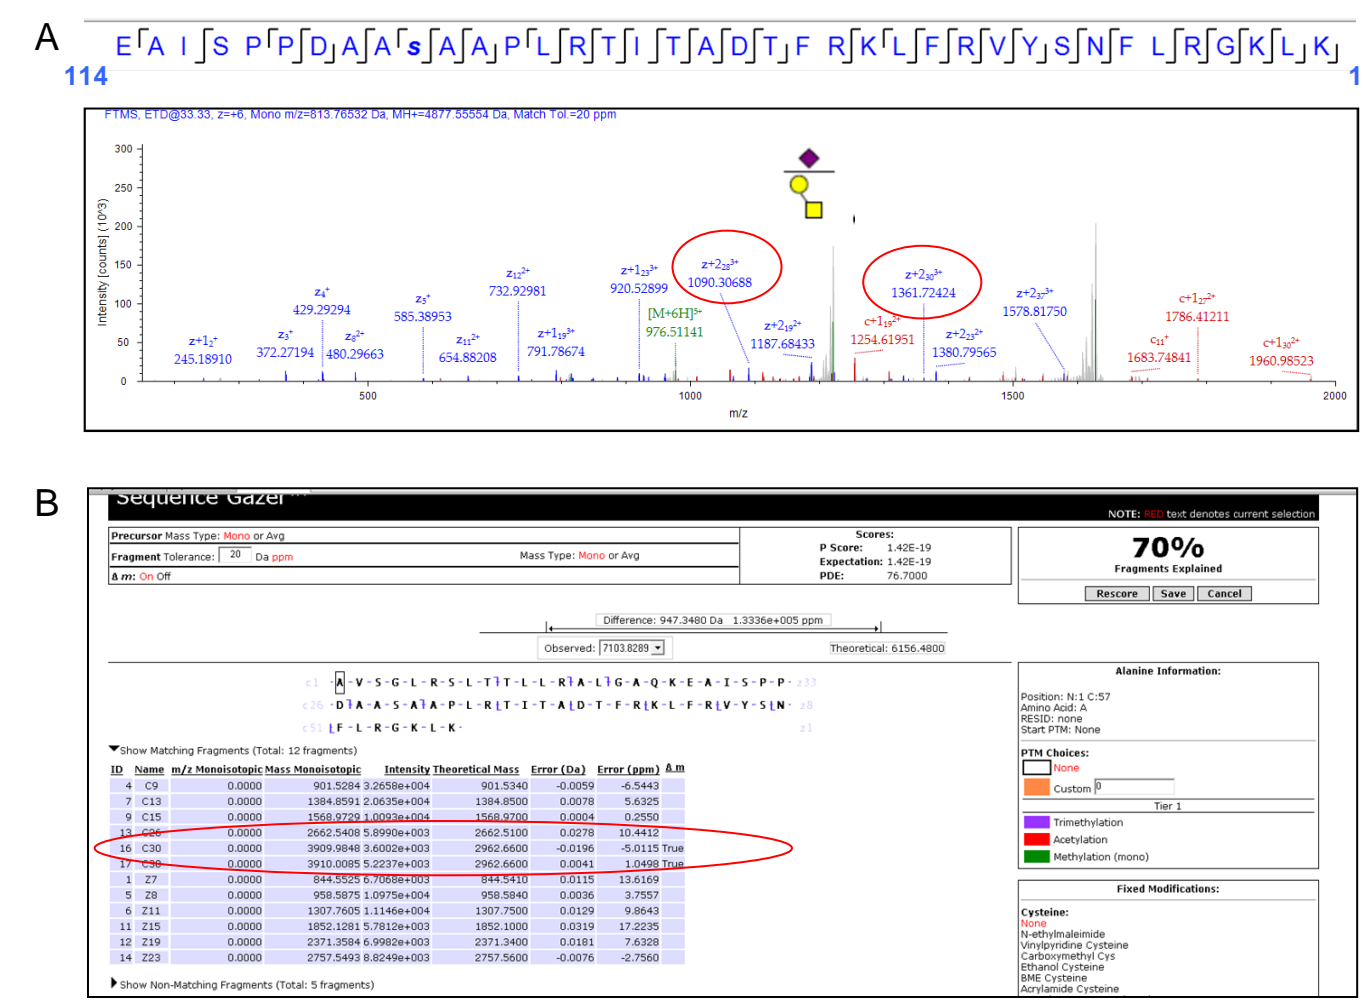 A
E A I S P P D A A s A A P L R T I T A D T F R K L F R V Y S N F L R G K L K
114
1
FTMS, ETD@33.33, z=+6, Mono m/z=813.76532 Da, MH+=4877.55554 Da, Match Tol.=20 ppm
Intensity [counts] (10^3)
300
250
200
150
100
50
0
z+1₂⁺
245.18910
z₃⁺
372.27194
z₄⁺
429.29294
z₈²⁺
480.29663
z₅⁺
585.38953
z₁₁²⁺
654.88208
z₁₂²⁺
732.92981
z+1₁₉³⁺
791.78674
z+1₂₃³⁺
920.52899
[M+6H]⁵⁺
976.51141
z+2₂₈³⁺
1090.30688
z+2₁₉²⁺
1187.68433
c+1₁₉²⁺
1254.61951
z+2₃₀³⁺
1361.72424
z+2₂₃²⁺
1380.79565
z+2₃₇³⁺
1578.81750
c₁₁⁺
1683.74841
c+1₂₇²⁺
1786.41211
c+1₃₀²⁺
1960.98523
500
1000
1500
2000
m/z
B
Sequence Gazer
NOTE: RED text denotes current selection
Precursor Mass Type: Mono or Avg
Fragment Tolerance: 20 Da ppm Mass Type: Mono or Avg
Δ m: On Off
Scores:
P Score: 1.42E-19
Expectation: 1.42E-19
PDE: 76.7000
70%
Fragments Explained
Rescore Save Cancel
Difference: 947.3480 Da 1.3336e+005 ppm
Observed: 7103.8289
Theoretical: 6156.4800
c1 -A-V-S-G-L-R-S-L-T-T-L-L-R-A-L-G-A-Q-K-E-A-I-S-P-P- z33
c26 -D-A-A-S-A-A-P-L-R-T-I-T-A-D-T-F-R-K-L-F-R-V-Y-S-N- z8
c51 F-L-R-G-K-L-K- z1
Show Matching Fragments (Total: 12 fragments)
ID Name m/z Monoisotopic Mass Monoisotopic Intensity Theoretical Mass Error (Da) Error (ppm) Δ m
4 C9 0.0000 901.5284 3.2658e+004 901.5340 -0.0059 -6.5443
7 C13 0.0000 1384.8591 2.0635e+004 1384.8500 0.0078 5.6325
9 C15 0.0000 1568.9729 1.0093e+004 1568.9700 0.0004 0.2550
13 C26 0.0000 2662.5408 5.8990e+003 2662.5100 0.0278 10.4412
16 C30 0.0000 3909.9848 3.6002e+003 2962.6600 -0.0196 -5.0115 True
17 C30 0.0000 3910.0085 5.2237e+003 2962.6600 0.0041 1.0498 True
1 Z7 0.0000 844.5525 6.7068e+003 844.5410 0.0115 13.6169
5 Z8 0.0000 958.5875 1.0975e+004 958.5840 0.0036 3.7557
6 Z11 0.0000 1307.7605 1.1146e+004 1307.7500 0.0129 9.8643
11 Z15 0.0000 1852.1281 5.7812e+003 1852.1000 0.0319 17.2235
12 Z19 0.0000 2371.3584 6.9982e+003 2371.3400 0.0181 7.6328
14 Z23 0.0000 2757.5493 8.8249e+003 2757.5600 -0.0076 -2.7560
Show Non-Matching Fragments (Total: 5 fragments)
Alanine Information:
Position: N:1 C:57
Amino Acid: A
RESID: none
Start PTM: None
PTM Choices:
None
Custom 0
Tier 1
Trimethylation
Acetylation
Methylation (mono)
Fixed Modifications:
Cysteine:
None
N-ethylmaleimide
Vinylpyridine Cysteine
Carboxymethyl Cys
Ethanol Cysteine
BME Cysteine
Acrylamide Cysteine